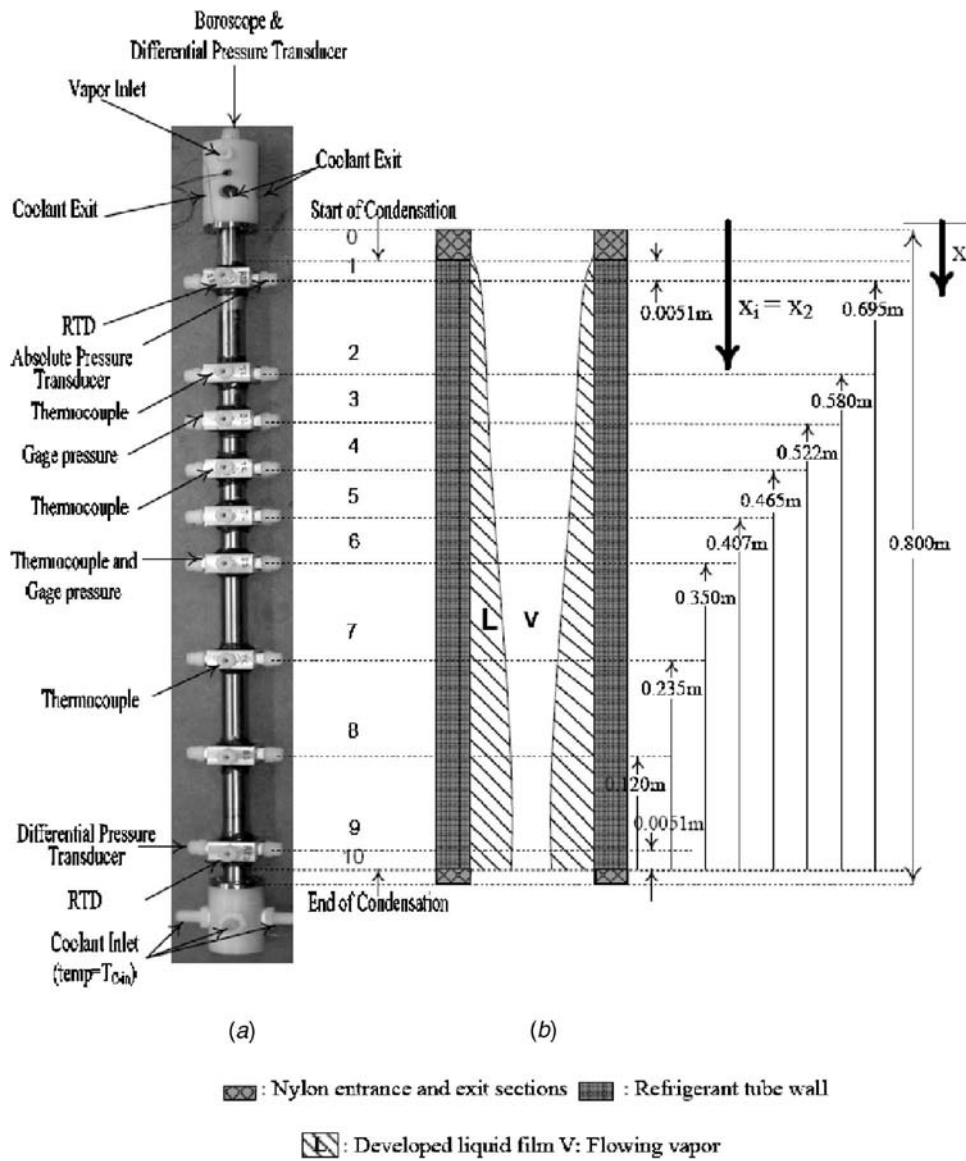 Boroscope &
Differential Pressure Transducer
Vapor Inlet
Coolant Exit
Coolant Exit
Start of Condensation
0
1
RTD
Absolute Pressure
Transducer
2
Thermocouple
3
Gage pressure
4
Thermocouple
5
6
Thermocouple and
Gage pressure
7
Thermocouple
8
Differential Pressure
Transducer
9
10
RTD
End of Condensation
Coolant Inlet
(temp=TC-in)
X
xi = x2
0.0051m
0.695m
0.580m
0.522m
0.465m
0.407m
0.350m
0.800m
L
V
0.235m
0.120m
0.0051m
(a)
(b)
: Nylon entrance and exit sections
: Refrigerant tube wall
L : Developed liquid film V: Flowing vapor